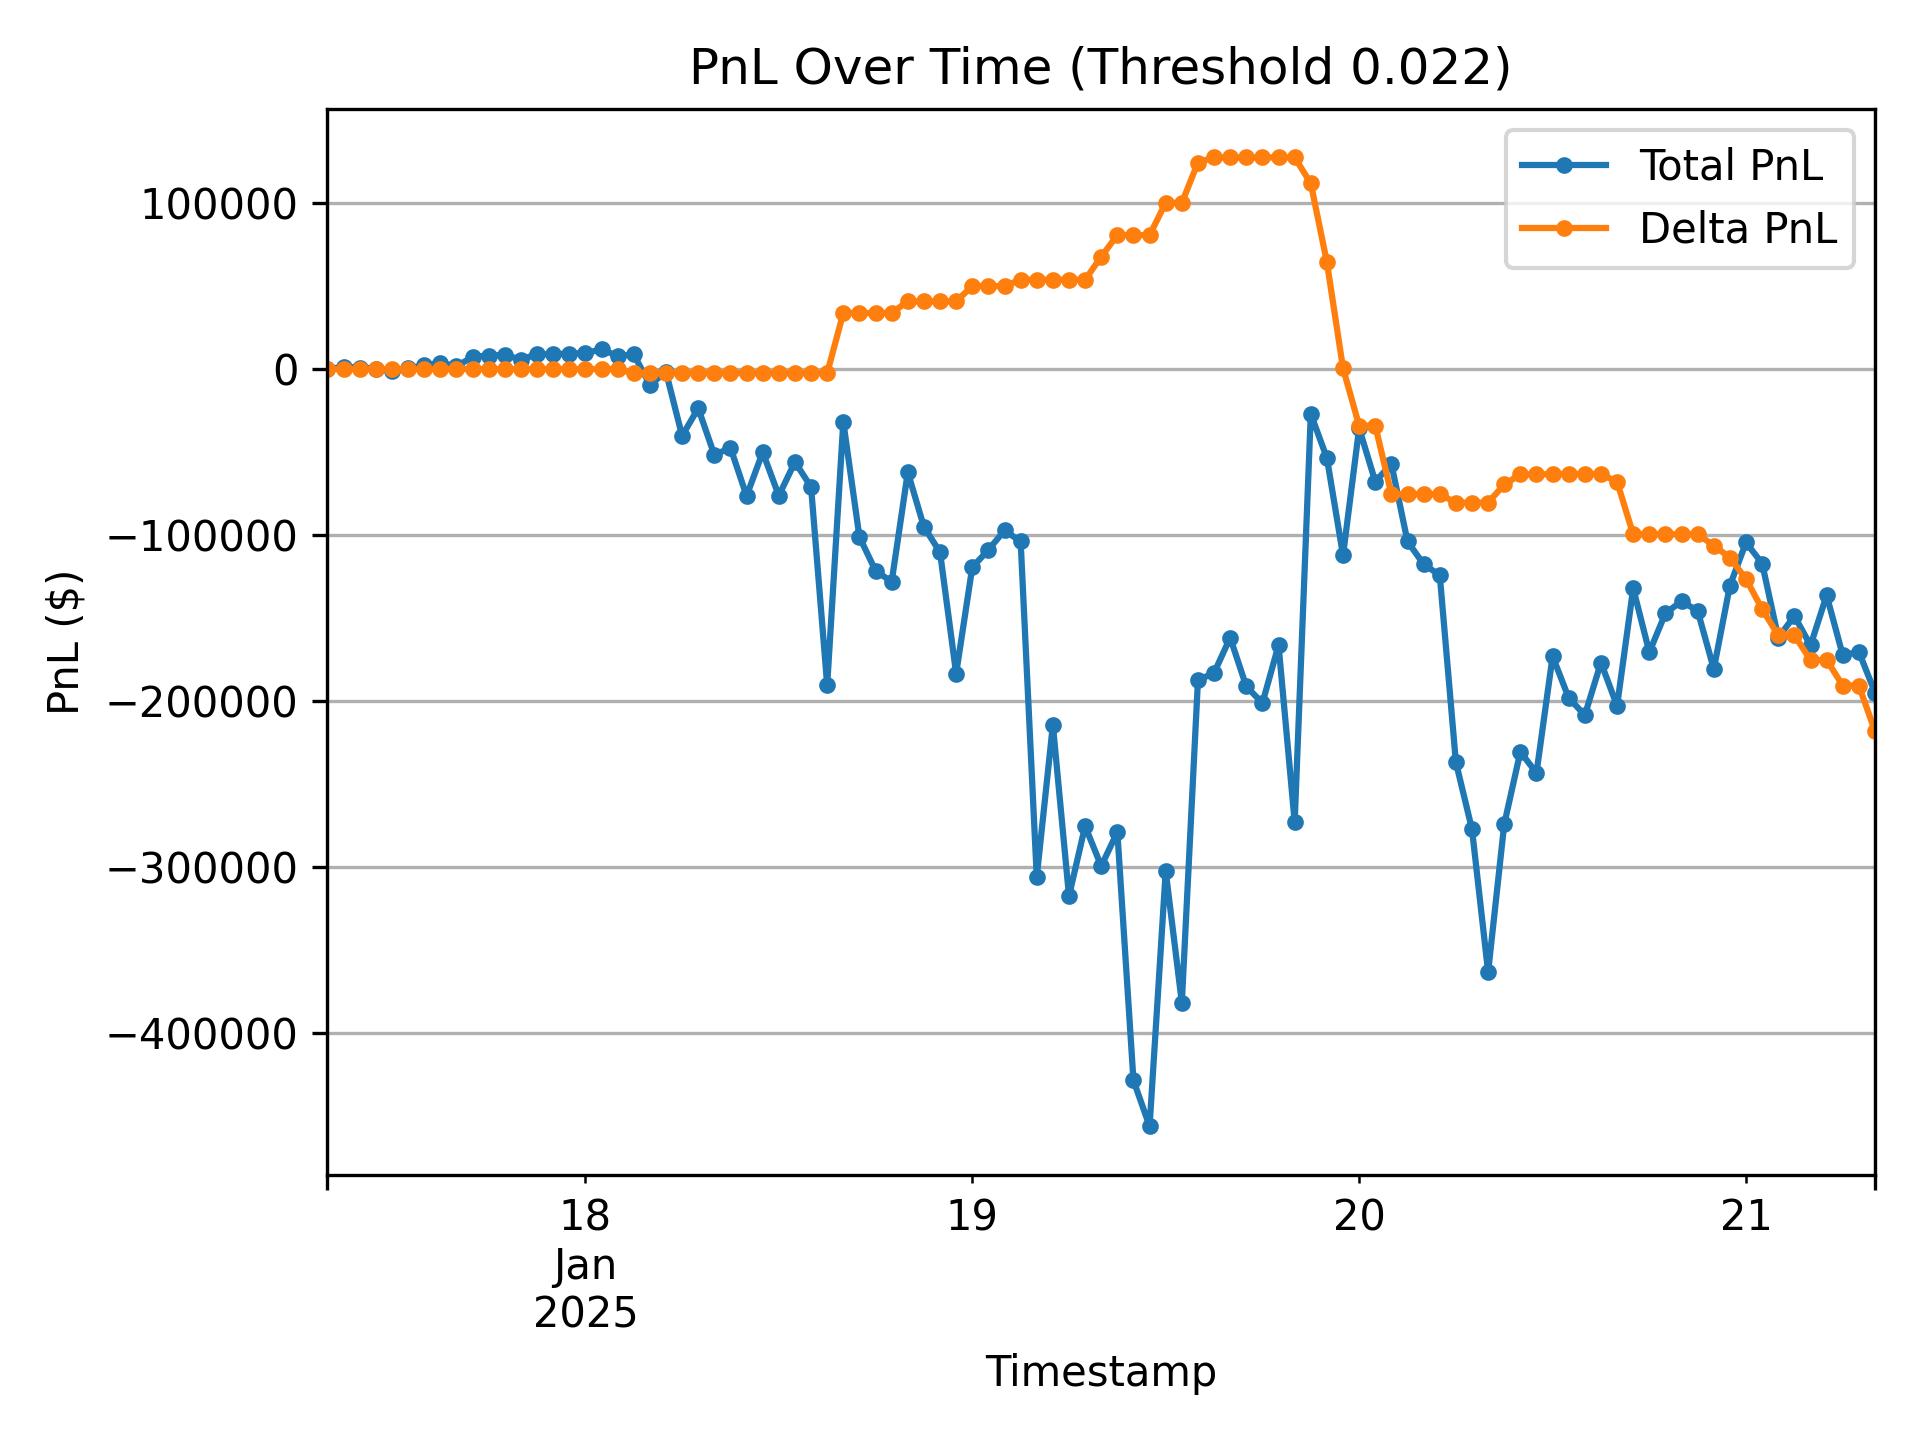 PnL Over Time (Threshold 0.022)
Total PnL
Delta PnL
100000
0
−100000
−200000
−300000
−400000
PnL ($)
18
Jan
2025
19
20
21
Timestamp